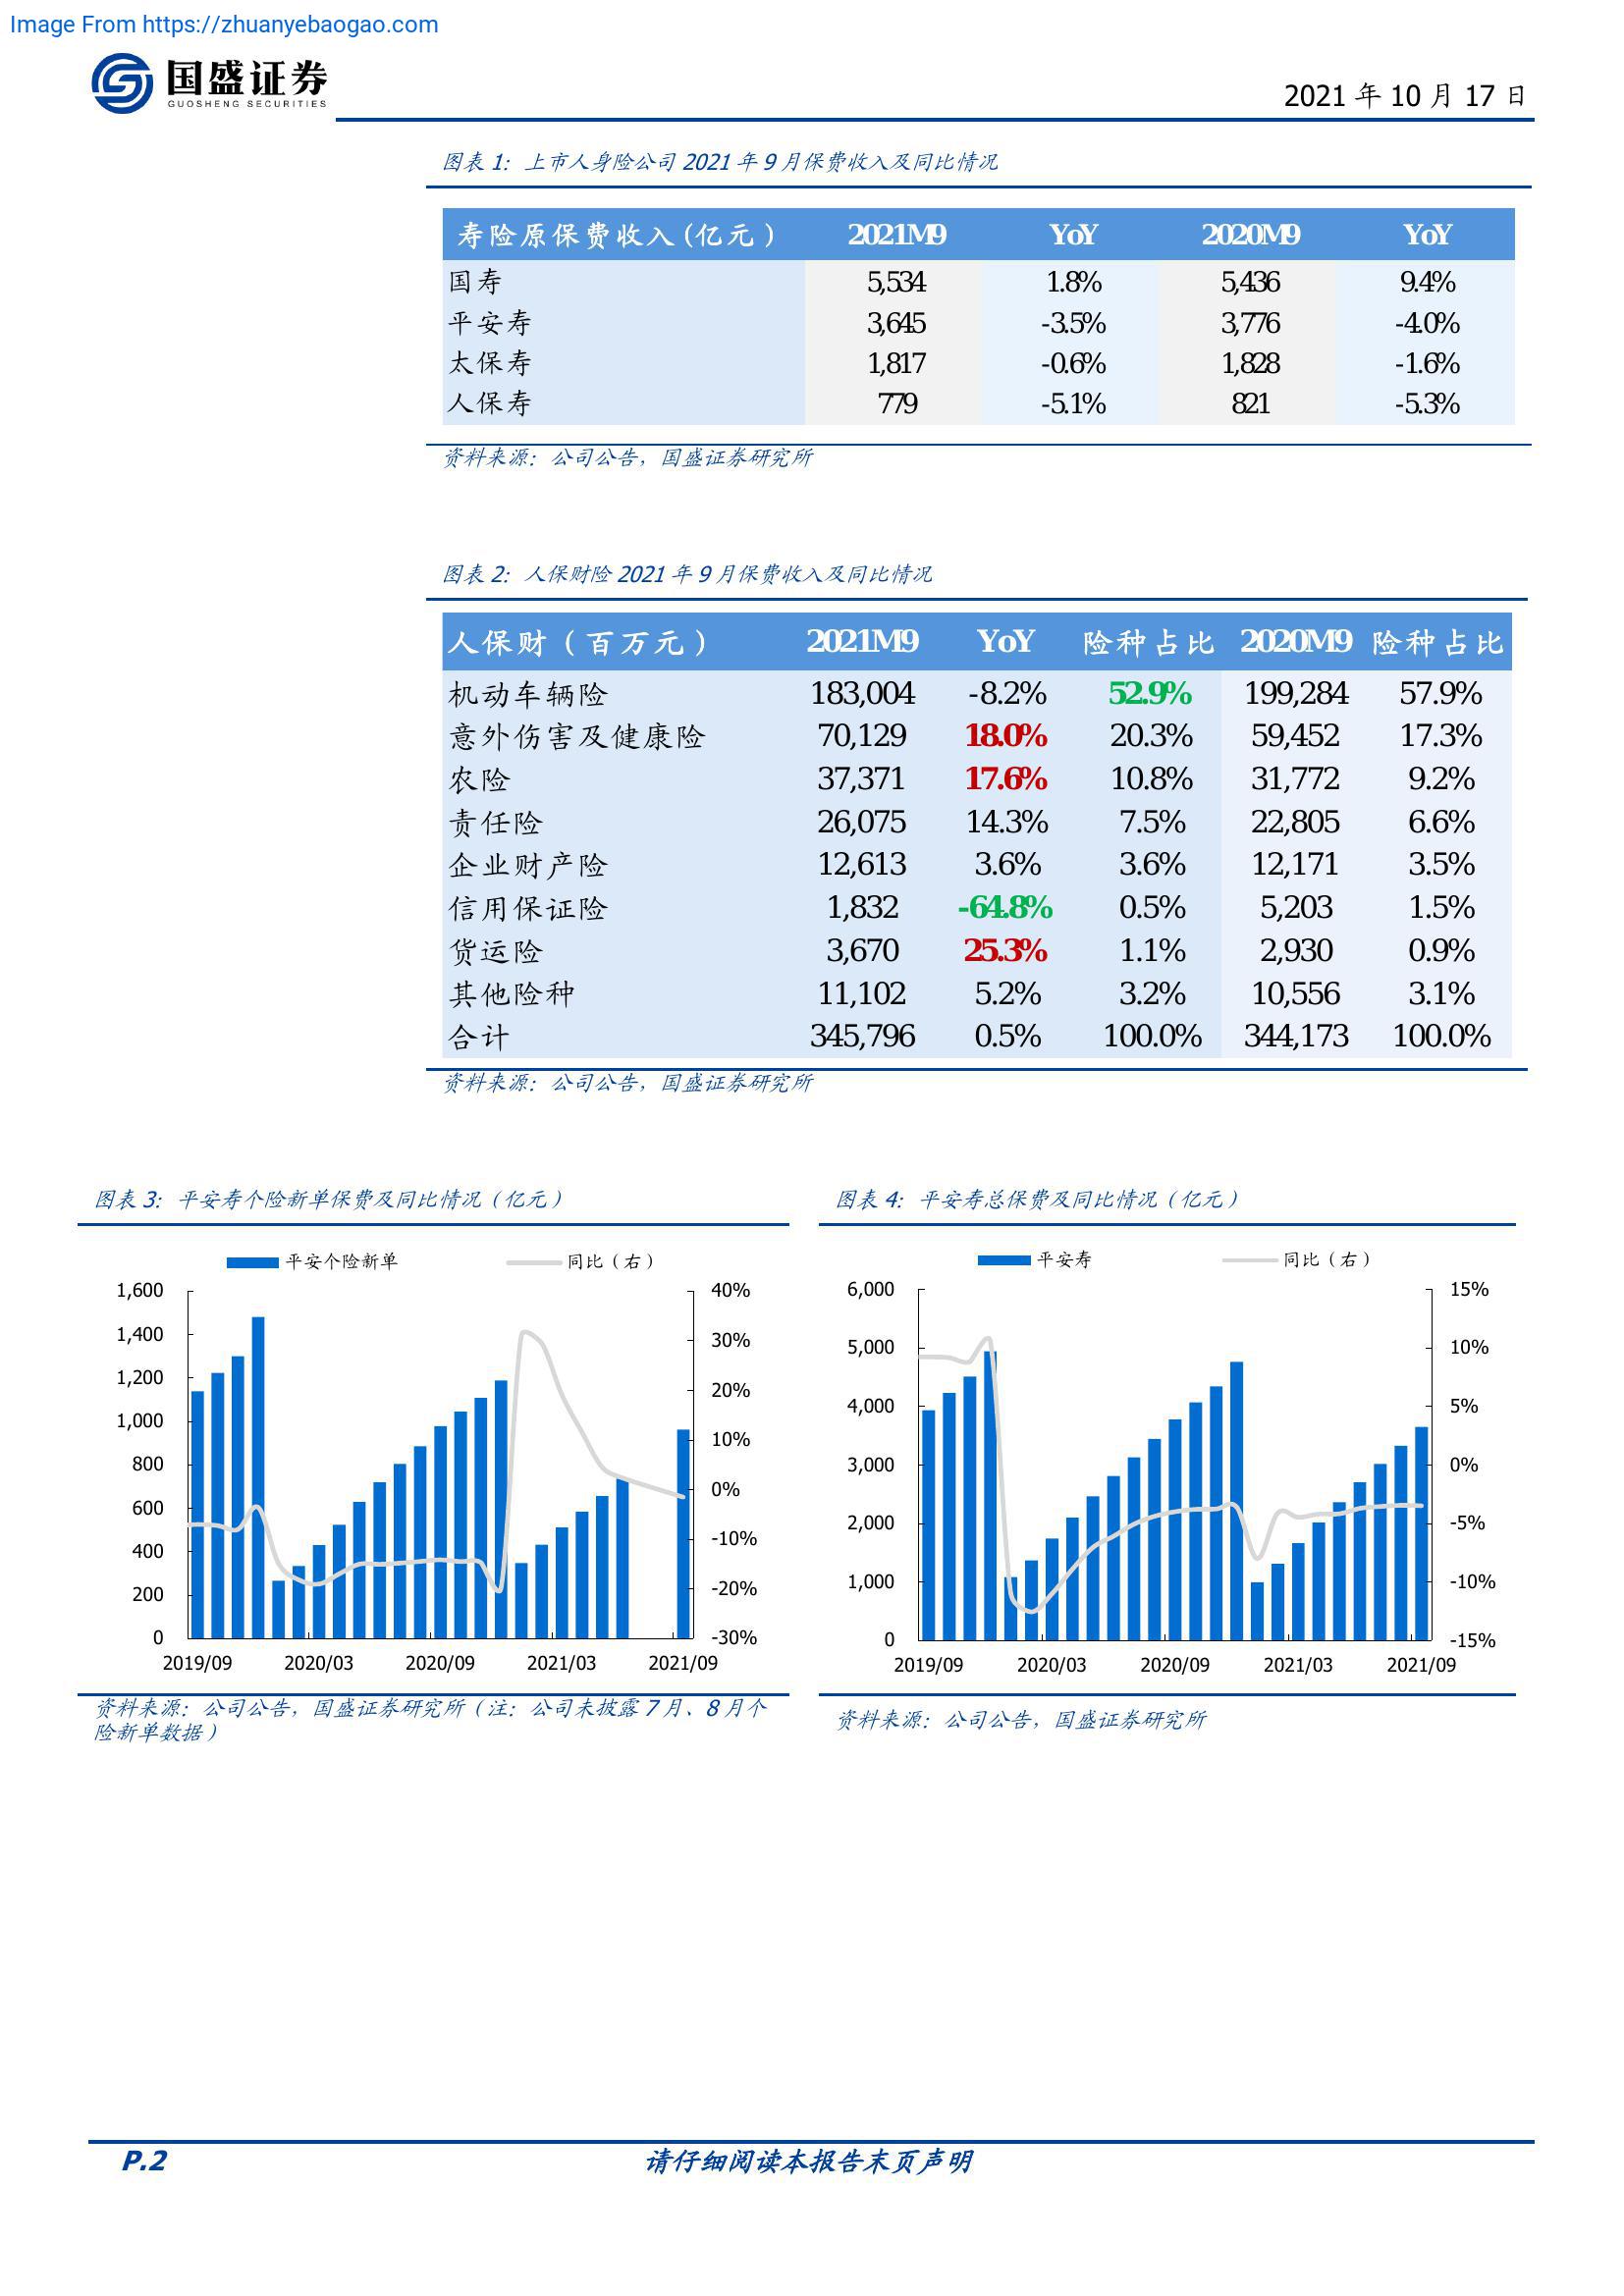 Image From https://zhuanyebaogao.com
国盛证券
GUOSHENG SECURITIES
2021 年 10 月 17 日
图表 1: 上市人身险公司 2021 年 9 月保费收入及同比情况
寿险原保费收入(亿元) 2021M9 YoY 2020M9 YoY
国寿 5,534 1.8% 5,436 9.4%
平安寿 3,645 -3.5% 3,776 -4.0%
太保寿 1,817 -0.6% 1,828 -1.6%
人保寿 779 -5.1% 821 -5.3%
资料来源：公司公告，国盛证券研究所
图表 2: 人保财险 2021 年 9 月保费收入及同比情况
人保财（百万元） 2021M9 YoY 险种占比 2020M9 险种占比
机动车辆险 183,004 -8.2% 52.9% 199,284 57.9%
意外伤害及健康险 70,129 18.0% 20.3% 59,452 17.3%
农险 37,371 17.6% 10.8% 31,772 9.2%
责任险 26,075 14.3% 7.5% 22,805 6.6%
企业财产险 12,613 3.6% 3.6% 12,171 3.5%
信用保证险 1,832 -64.8% 0.5% 5,203 1.5%
货运险 3,670 25.3% 1.1% 2,930 0.9%
其他险种 11,102 5.2% 3.2% 10,556 3.1%
合计 345,796 0.5% 100.0% 344,173 100.0%
资料来源：公司公告，国盛证券研究所
图表 3: 平安寿个险新单保费及同比情况（亿元）
平安个险新单 同比（右）
1,600 40%
1,400 30%
1,200 20%
1,000 10%
800 0%
600 -10%
400 -20%
200 -30%
0
2019/09 2020/03 2020/09 2021/03 2021/09
资料来源：公司公告，国盛证券研究所（注：公司未披露 7 月、8 月个
险新单数据）
图表 4: 平安寿总保费及同比情况（亿元）
平安寿 同比（右）
6,000 15%
5,000 10%
4,000 5%
3,000 0%
2,000 -5%
1,000 -10%
0 -15%
2019/09 2020/03 2020/09 2021/03 2021/09
资料来源：公司公告，国盛证券研究所
P.2 请仔细阅读本报告末页声明